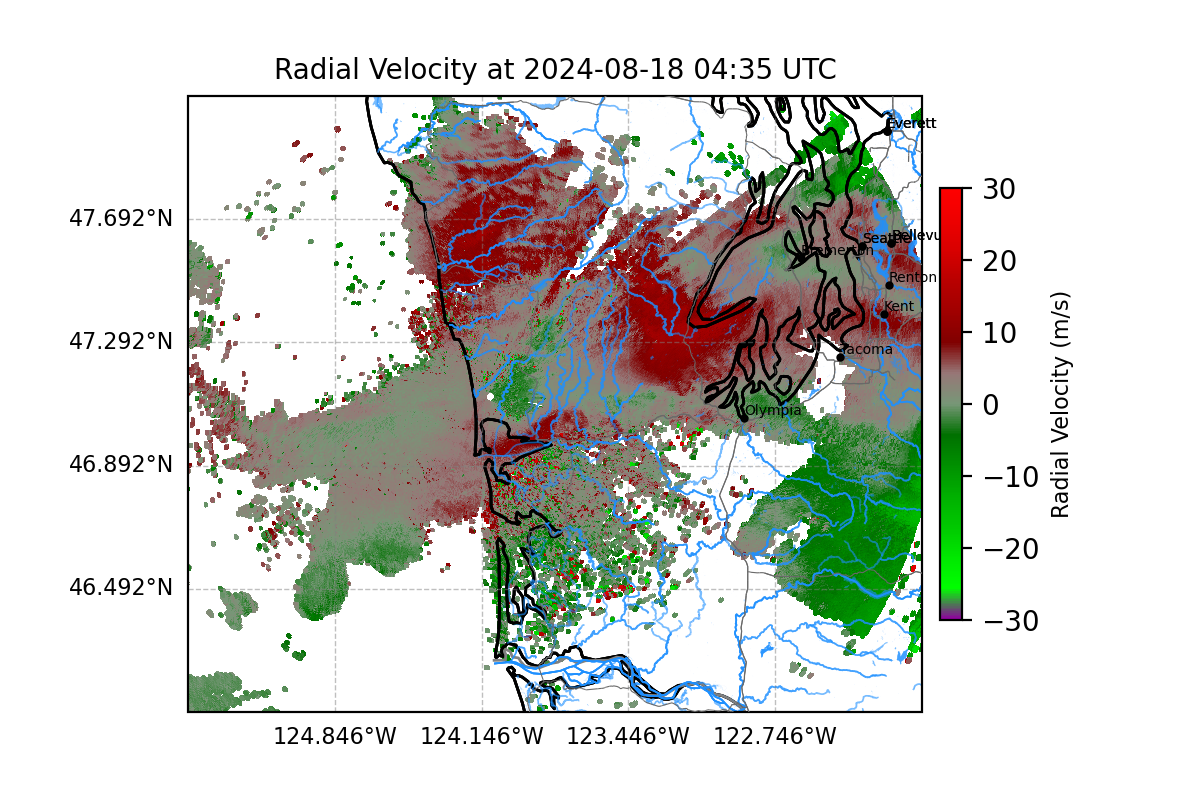 Radial Velocity at 2024-08-18 04:35 UTC
Everett
47.692°N
Seattle
Bellevu
Bremerton
Renton
Kent
47.292°N
Tacoma
Olympia
46.892°N
46.492°N
124.846°W
124.146°W
123.446°W
122.746°W
30
20
10
0
−10
−20
−30
Radial Velocity (m/s)